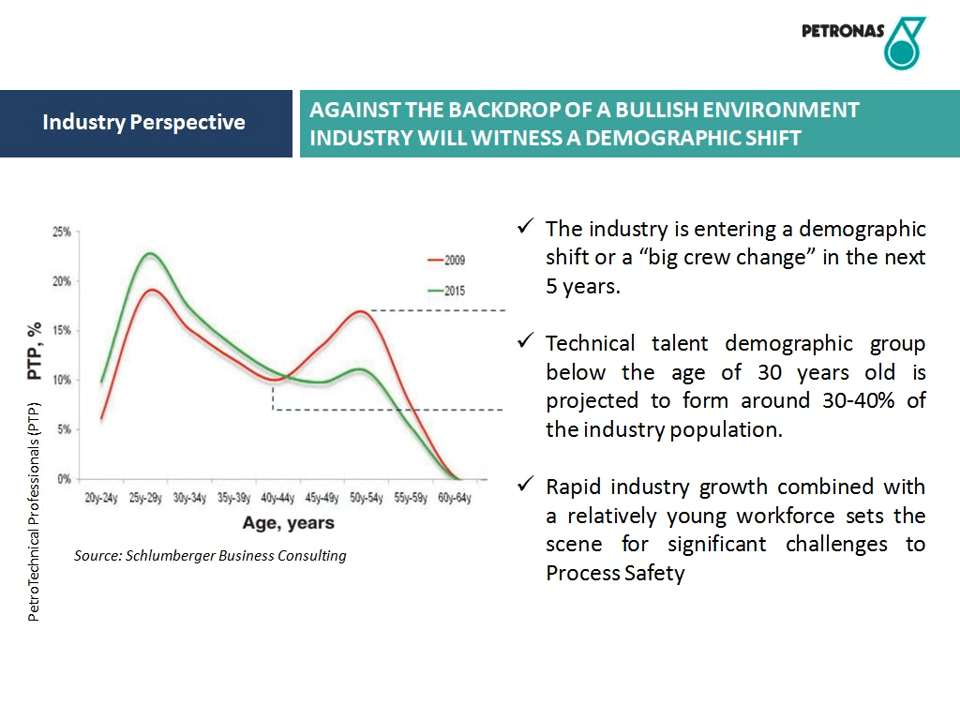 PETRONAS
Industry Perspective
AGAINST THE BACKDROP OF A BULLISH ENVIRONMENT
INDUSTRY WILL WITNESS A DEMOGRAPHIC SHIFT
25%
20%
15%
10%
5%
0%
PTP, %
PetroTechnical Professionals (PTP)
2009
2015
20y-24y 25y-29y 30y-34y 35y-39y 40y-44y 45y-49y 50y-54y 55y-59y 60y-64y
Age, years
Source: Schlumberger Business Consulting
✓ The industry is entering a demographic
shift or a “big crew change” in the next
5 years.
✓ Technical talent demographic group
below the age of 30 years old is
projected to form around 30-40% of
the industry population.
✓ Rapid industry growth combined with
a relatively young workforce sets the
scene for significant challenges to
Process Safety